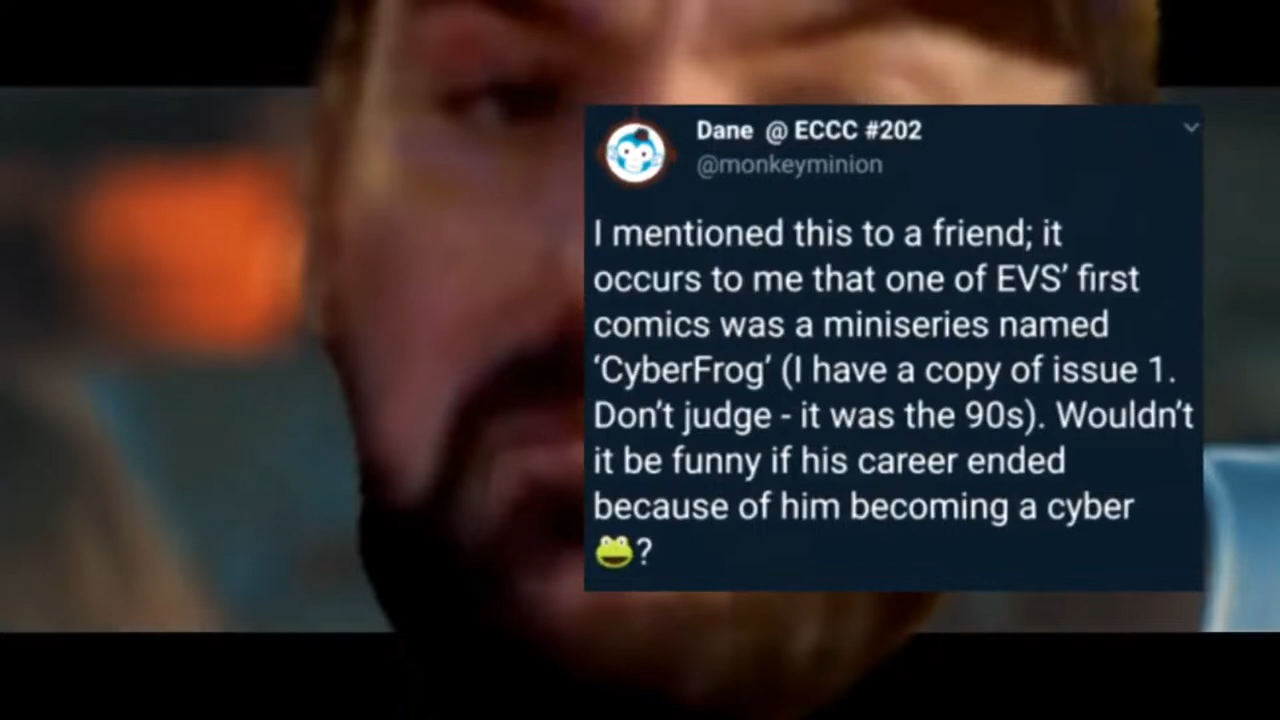 Dane @ ECCC #202
@monkeyminion
I mentioned this to a friend; it
occurs to me that one of EVS’ first
comics was a miniseries named
‘CyberFrog’ (I have a copy of issue 1.
Don’t judge - it was the 90s). Wouldn’t
it be funny if his career ended
because of him becoming a cyber
🐸?